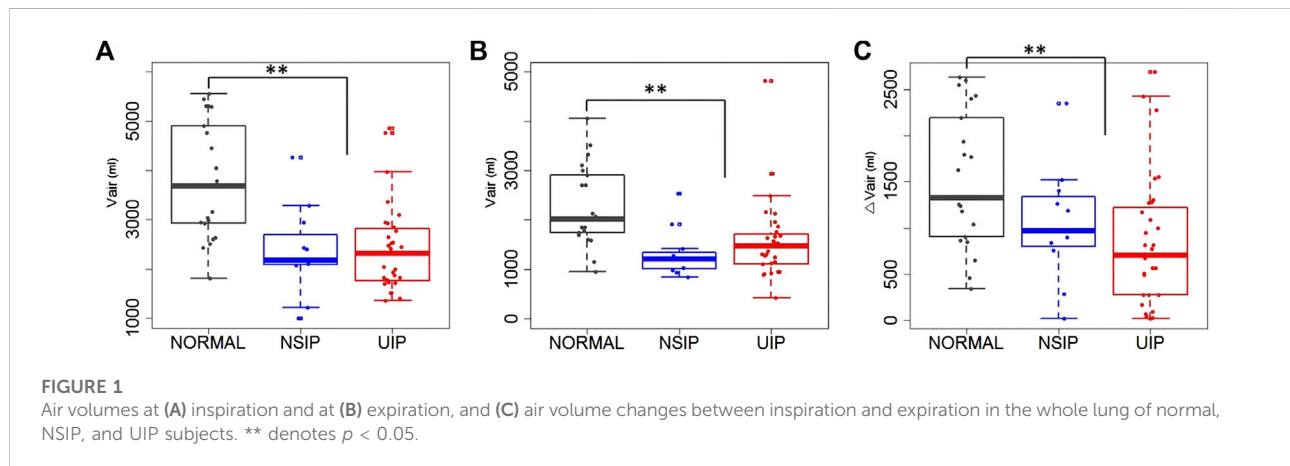 A
**
Vair (ml)
5000
3000
1000
NORMAL
NSIP
UIP
B
**
Vair (ml)
5000
3000
1000
0
NORMAL
NSIP
UIP
C
**
△ Vair (ml)
2500
1500
500
0
NORMAL
NSIP
UIP
FIGURE 1
Air volumes at (A) inspiration and at (B) expiration, and (C) air volume changes between inspiration and expiration in the whole lung of normal,
NSIP, and UIP subjects. ** denotes p < 0.05.